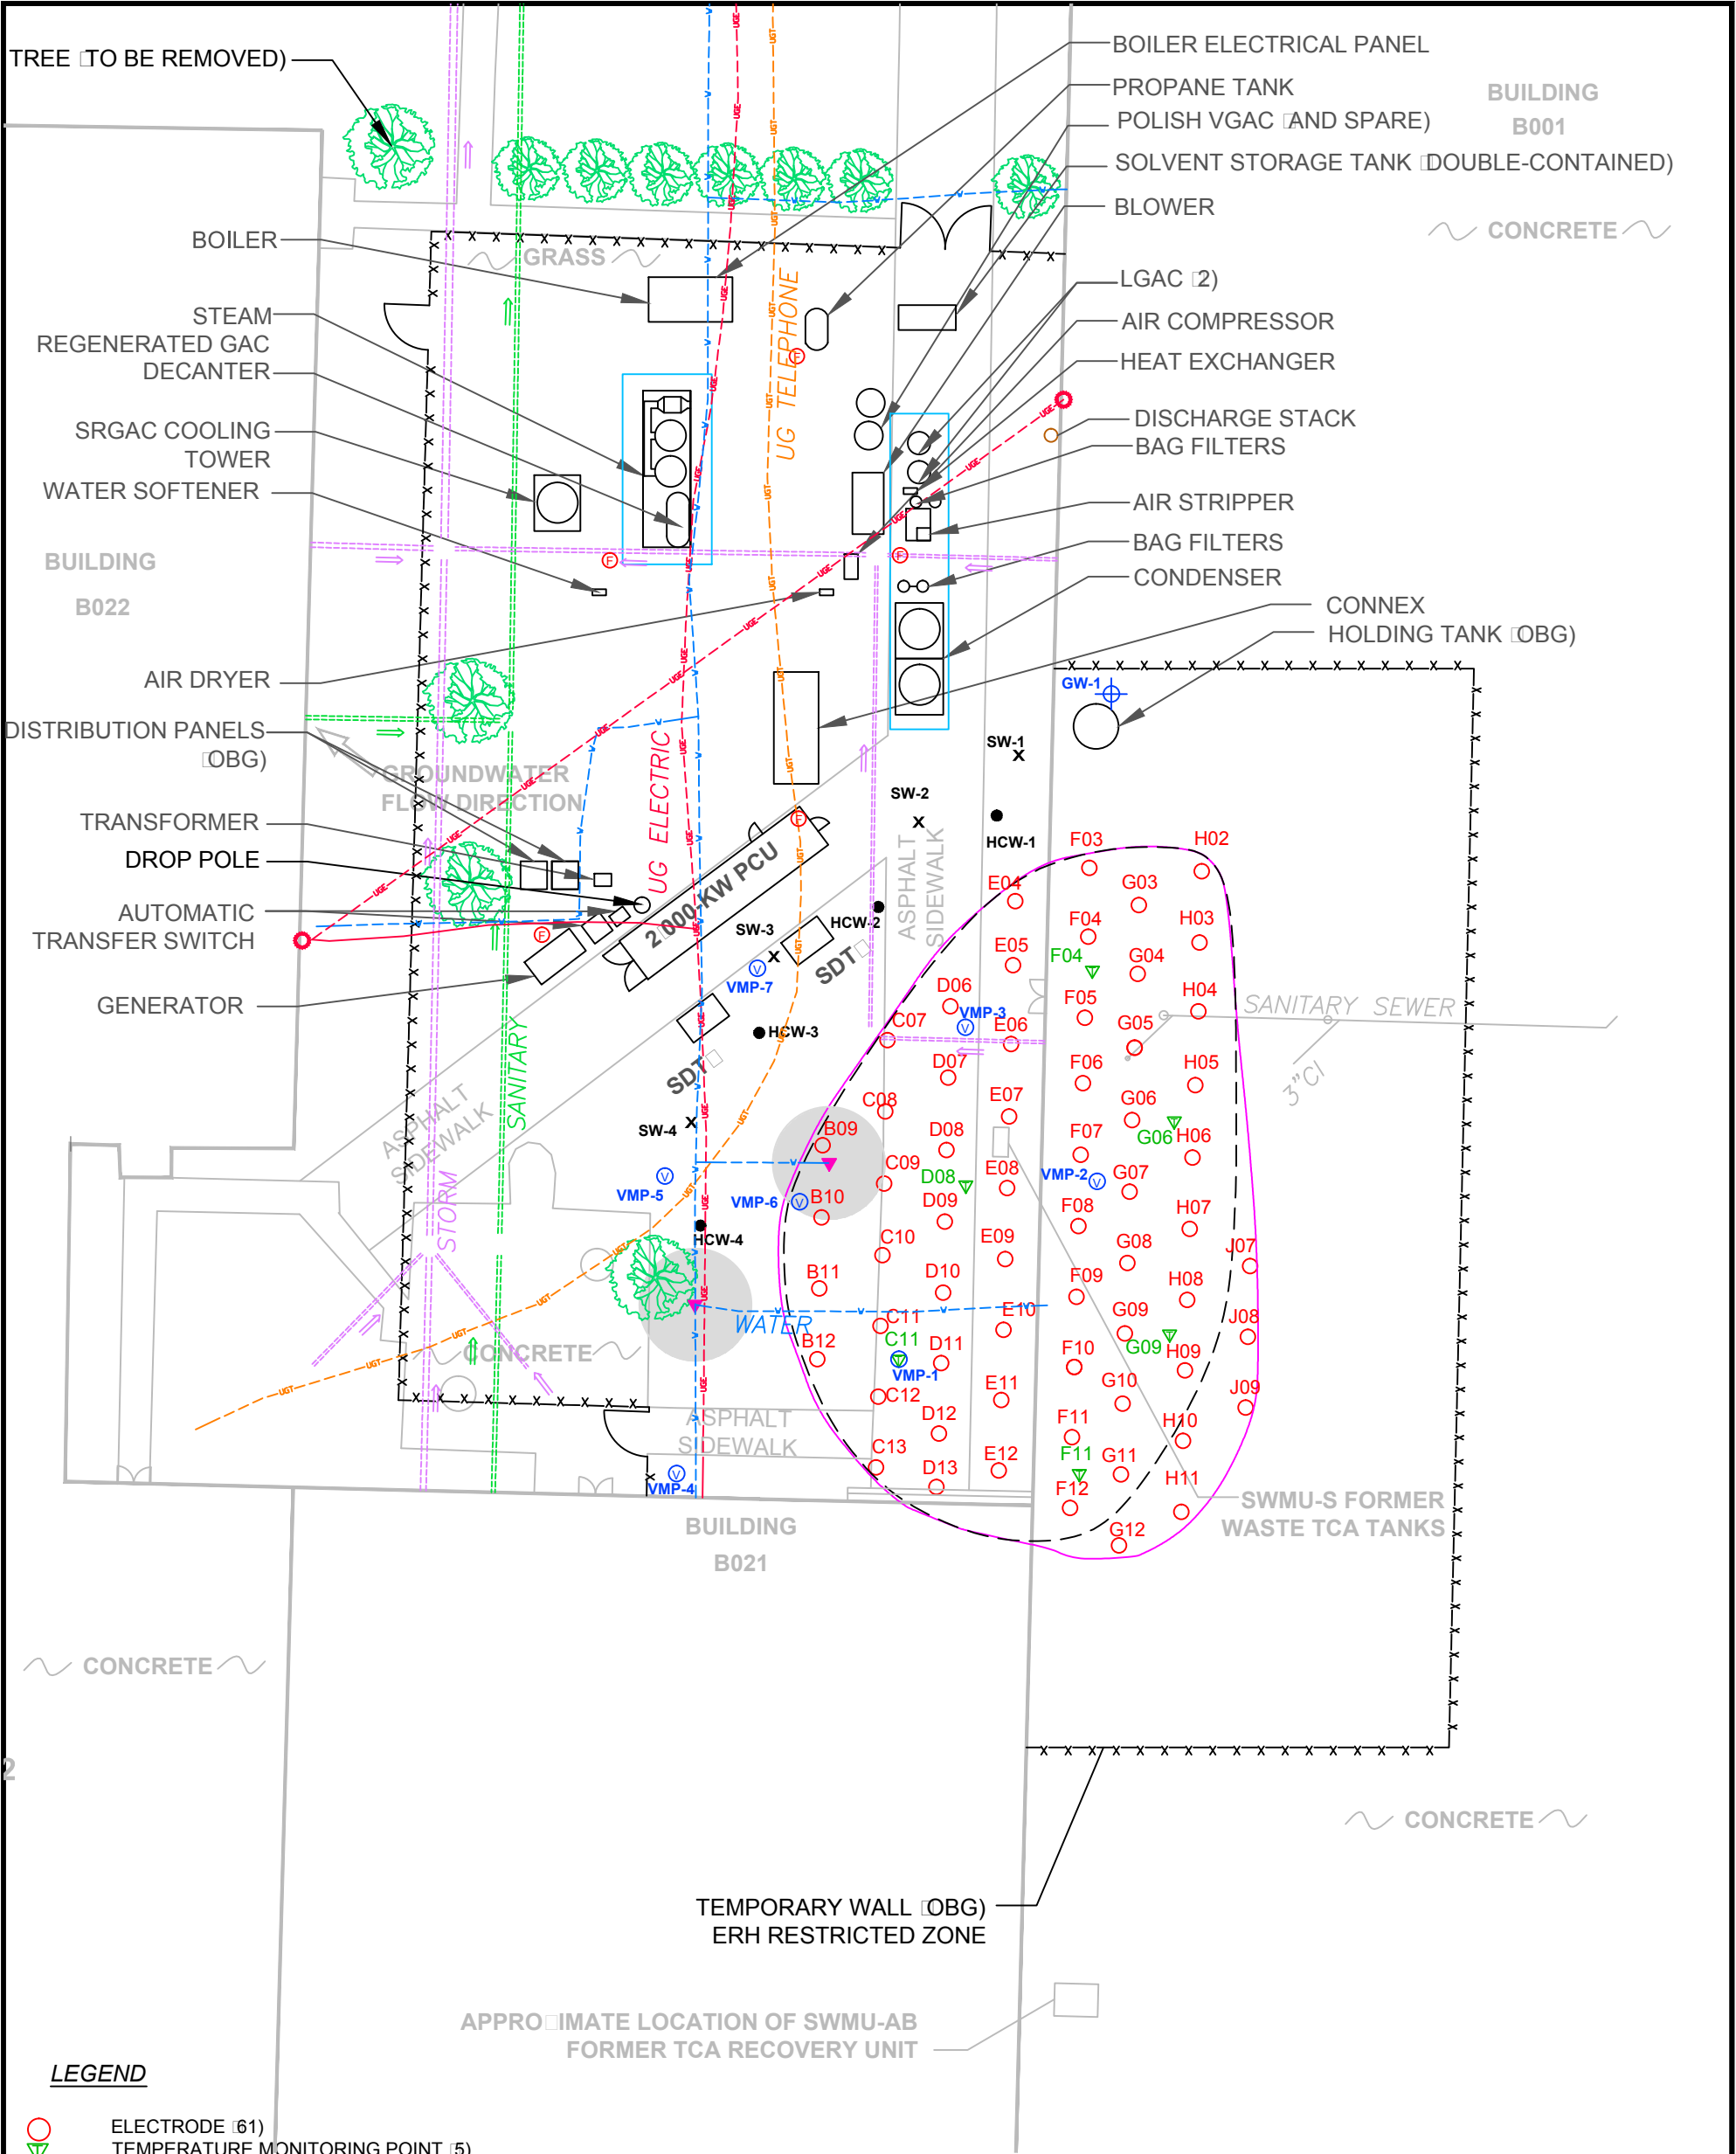 TREE (TO BE REMOVED)
BOILER ELECTRICAL PANEL
PROPANE TANK
POLISH VGAC (AND SPARE)
SOLVENT STORAGE TANK (DOUBLE-CONTAINED)
BLOWER
BUILDING
B001
CONCRETE
BOILER
GRASS
STEAM
REGENERATED GAC
DECANTER
SRGAC COOLING
TOWER
WATER SOFTENER
BUILDING
B022
UG TELEPHONE
LGAC (2)
AIR COMPRESSOR
HEAT EXCHANGER
DISCHARGE STACK
BAG FILTERS
AIR STRIPPER
BAG FILTERS
CONDENSER
CONNEX
HOLDING TANK (OBG)
AIR DRYER
DISTRIBUTION PANELS
(OBG)
GROUNDWATER
FLOW DIRECTION
TRANSFORMER
DROP POLE
AUTOMATIC
TRANSFER SWITCH
GENERATOR
UG ELECTRIC
2,000-KW PCU
GW-1
SW-1
SW-2
HCW-1
HCW-2
SW-3
VMP-7
SDT
HCW-3
SDT
SW-4
VMP-5
VMP-6
HCW-4
ASPHALT
SIDEWALK
ASPHALT
SIDEWALK
SANITARY
STORM
WATER
CONCRETE
ASPHALT
SIDEWALK
VMP-4
F03
H02
E04
G03
F04
H03
F04
E05
G04
D06
VMP-3
F05
H04
C07
E06
G05
SANITARY SEWER
3"CI
D07
F06
H05
C08
E07
G06
G06
B09
D08
F07
H06
C09
D08
E08
VMP-2
G07
B10
D09
F08
H07
C10
E09
G08
J07
B11
D10
F09
H08
C11
E10
G09
J08
C11
VMP-1
B12
D11
F10
G09
H09
C12
E11
G10
J09
D12
F11
H10
F11
C13
E12
G11
D13
F12
H11
G12
SWMU-S FORMER
WASTE TCA TANKS
BUILDING
B021
CONCRETE
2
CONCRETE
TEMPORARY WALL (OBG)
ERH RESTRICTED ZONE
APPROXIMATE LOCATION OF SWMU-AB
FORMER TCA RECOVERY UNIT
LEGEND
ELECTRODE (61)
TEMPERATURE MONITORING POINT (5)